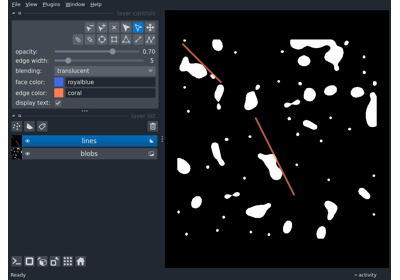 File View Plugins Window Help
layer controls
opacity: 0.70
edge width: 5
blending: translucent
face color: royalblue
edge color: coral
display text:
layer list
lines
blobs
Ready
activity